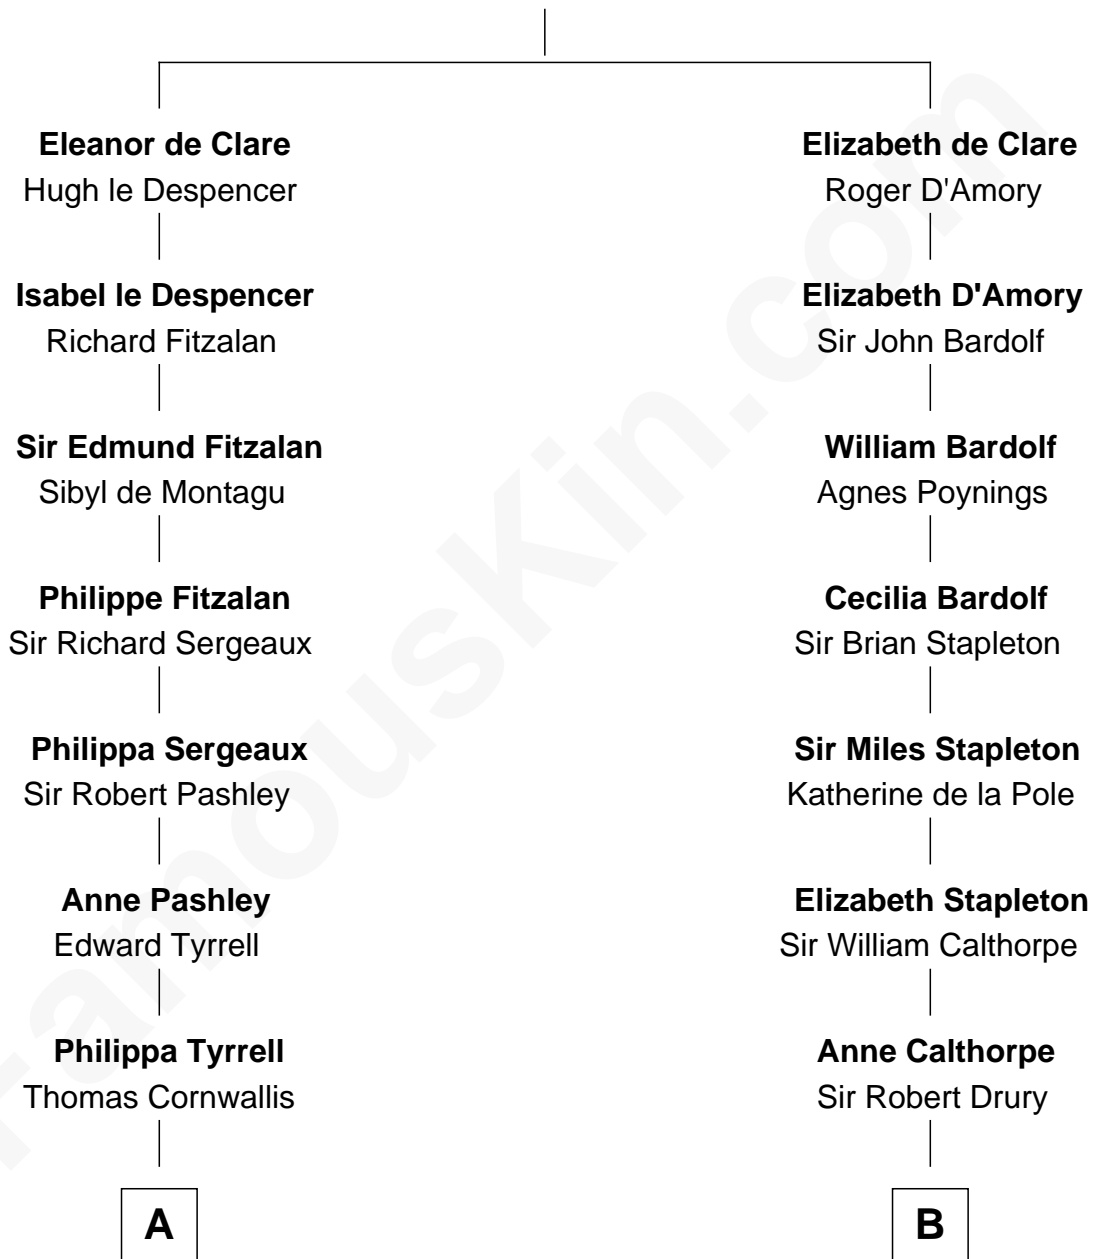 Eleanor de Clare
Hugh le Despencer
Elizabeth de Clare
Roger D'Amory
Isabel le Despencer
Richard Fitzalan
Elizabeth D'Amory
Sir John Bardolf
Sir Edmund Fitzalan
Sibyl de Montagu
William Bardolf
Agnes Poynings
Philippe Fitzalan
Sir Richard Sergeaux
Cecilia Bardolf
Sir Brian Stapleton
Philippa Sergeaux
Sir Robert Pashley
Sir Miles Stapleton
Katherine de la Pole
Anne Pashley
Edward Tyrrell
Elizabeth Stapleton
Sir William Calthorpe
Philippa Tyrrell
Thomas Cornwallis
Anne Calthorpe
Sir Robert Drury
A
B
FamousKin.com